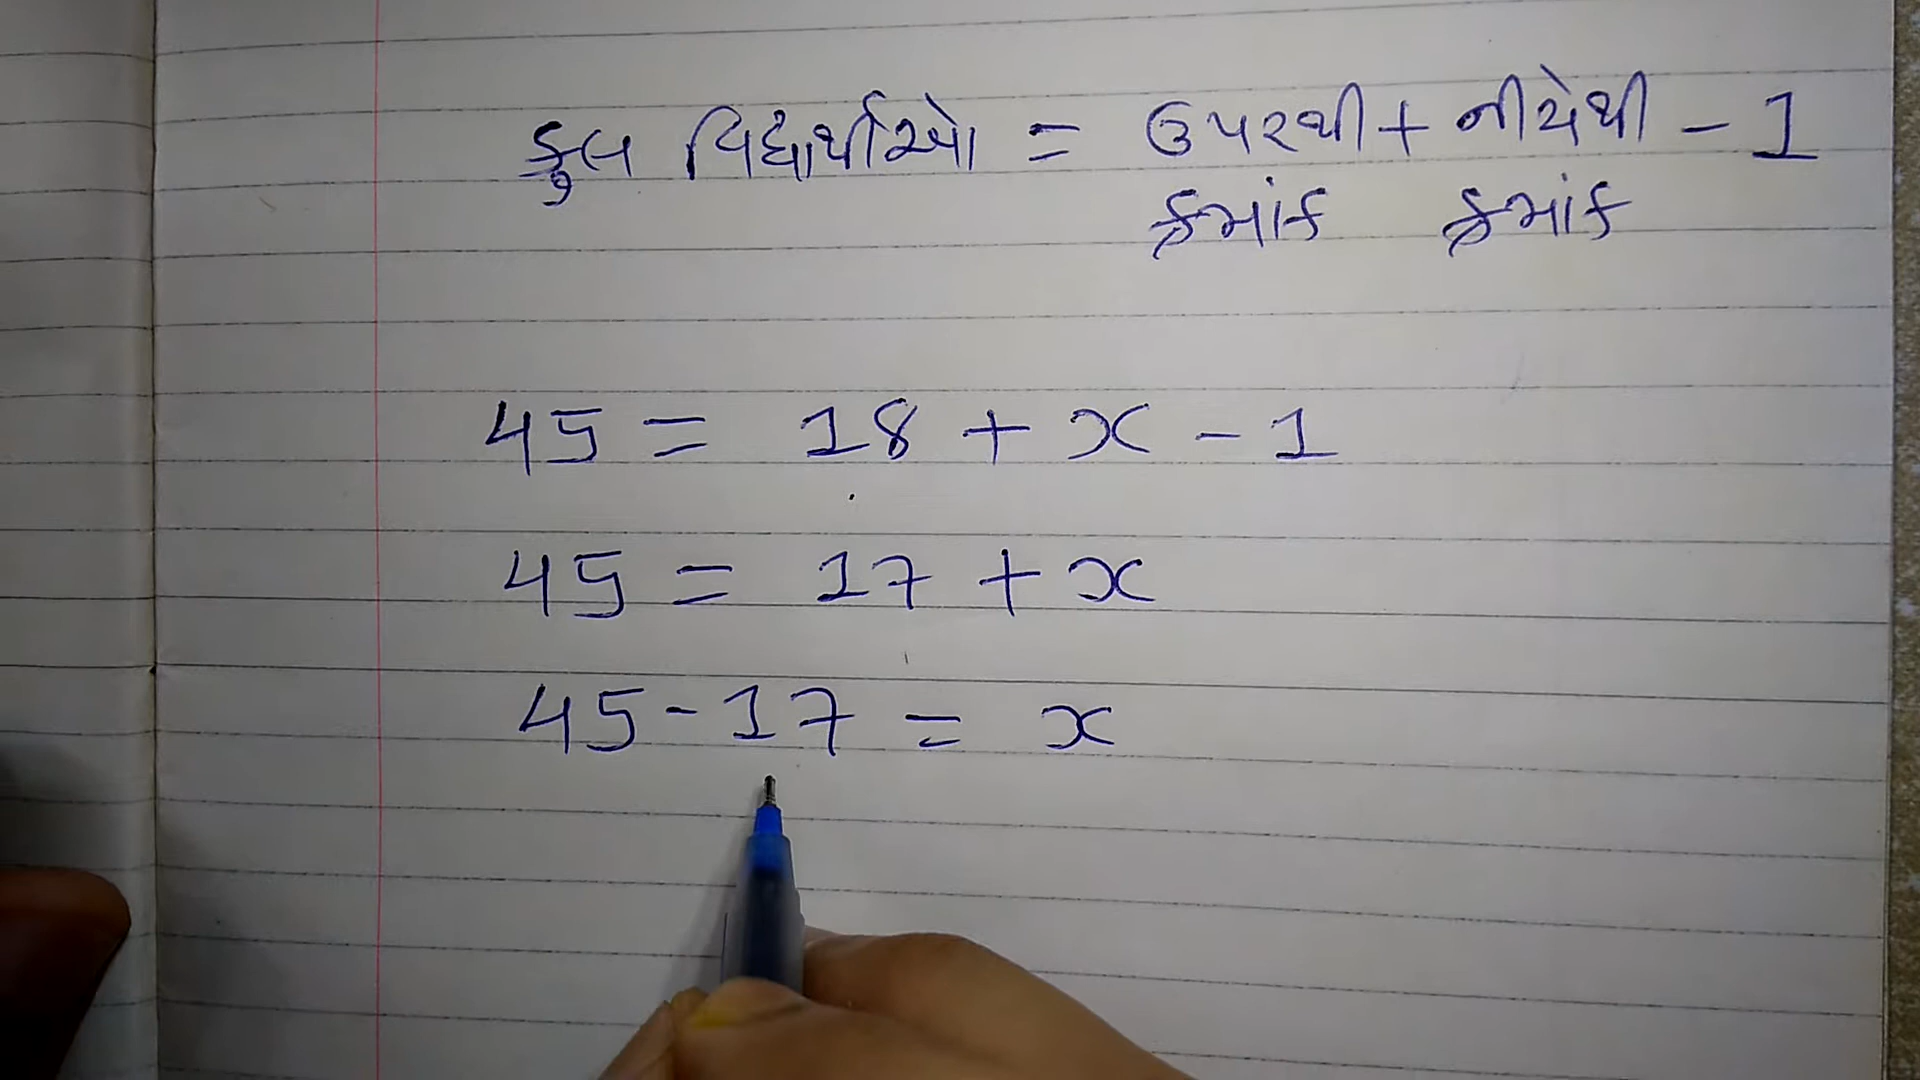 કુલ વિદ્યાર્થીઓ = ઉપરથી + નીચેથી - 1
ક્રમાંક ક્રમાંક
45 = 18 + x - 1
45 = 17 + x
45 - 17 = x